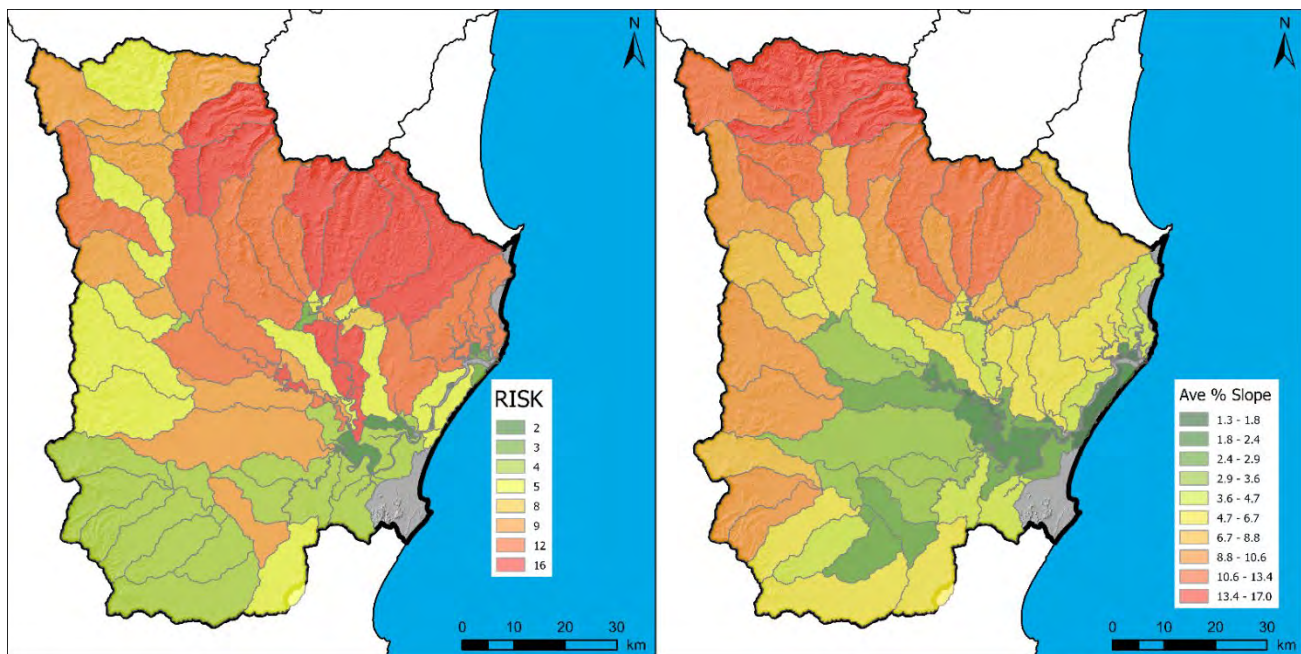 N
RISK
2
3
4
5
8
9
12
16
0 10 20 30
km
N
Ave % Slope
1.3 - 1.8
1.8 - 2.4
2.4 - 2.9
2.9 - 3.6
3.6 - 4.7
4.7 - 6.7
6.7 - 8.8
8.8 - 10.6
10.6 - 13.4
13.4 - 17.0
0 10 20 30
km